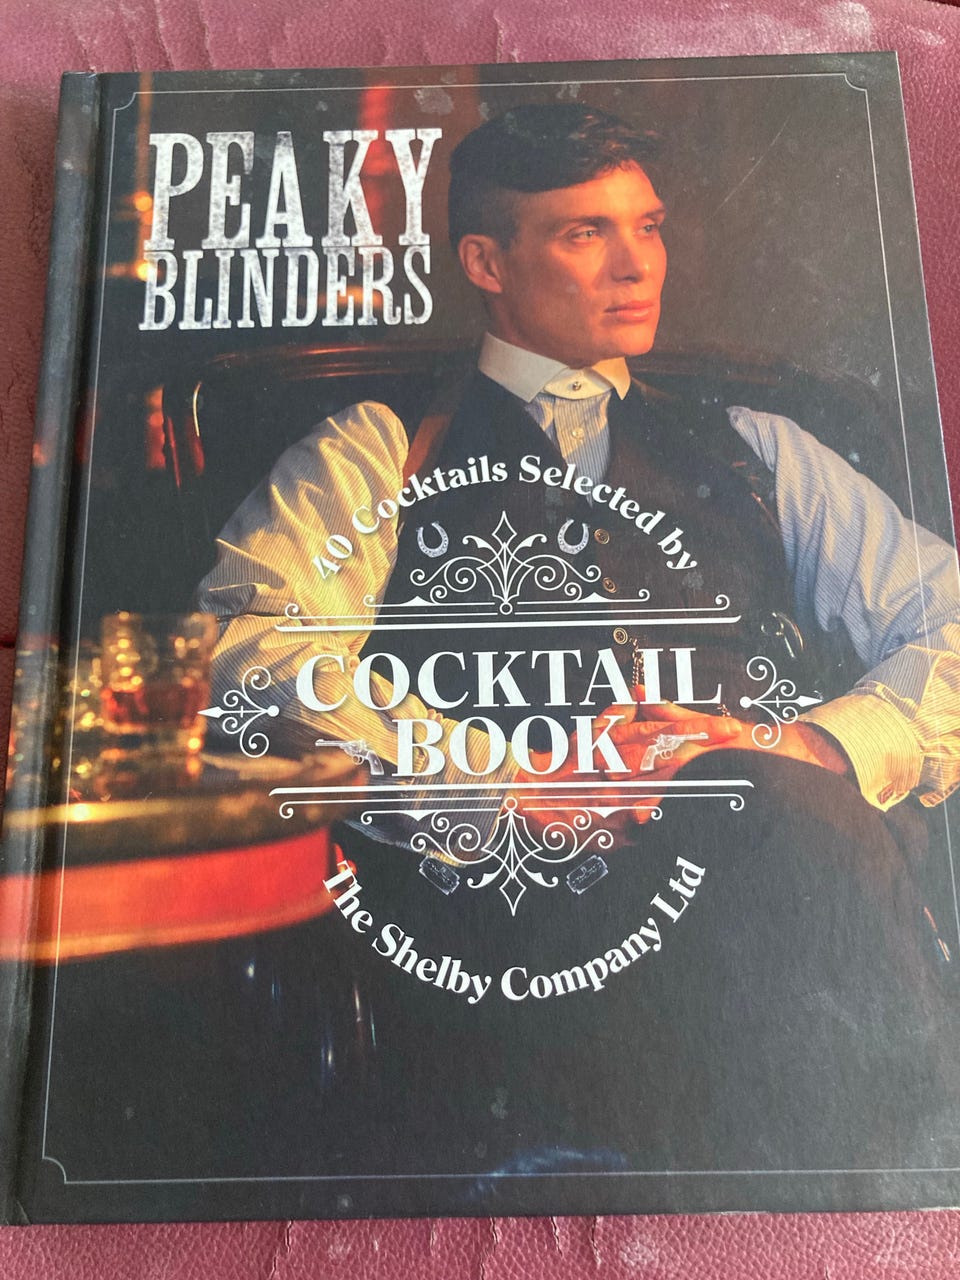 PEAKY
BLINDERS
40 Cocktails Selected by
COCKTAIL
BOOK
The Shelby Company Ltd